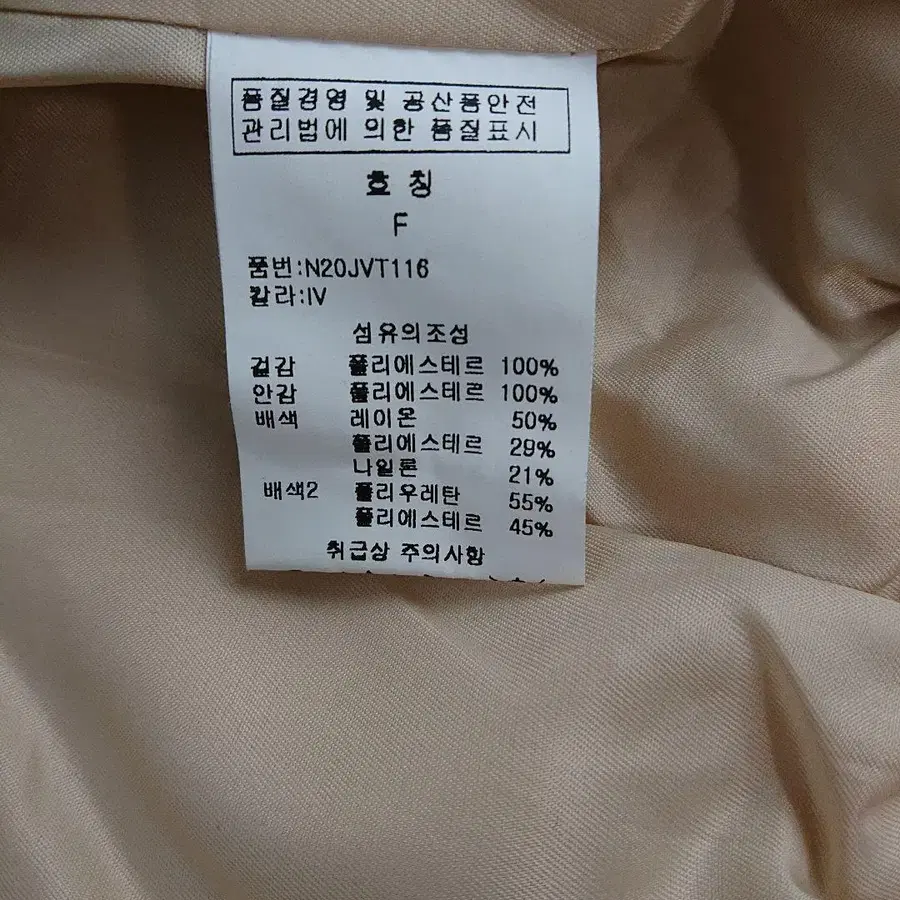 품질경영 및 공산품안전
관리법에 의한 품질표시
호 칭
F
품번:N20JVT116
칼라:IV
섬유의조성
겉감 폴리에스테르 100%
안감 폴리에스테르 100%
배색 레이온 50%
폴리에스테르 29%
나일론 21%
배색2 폴리우레탄 55%
폴리에스테르 45%
취급상 주의사항